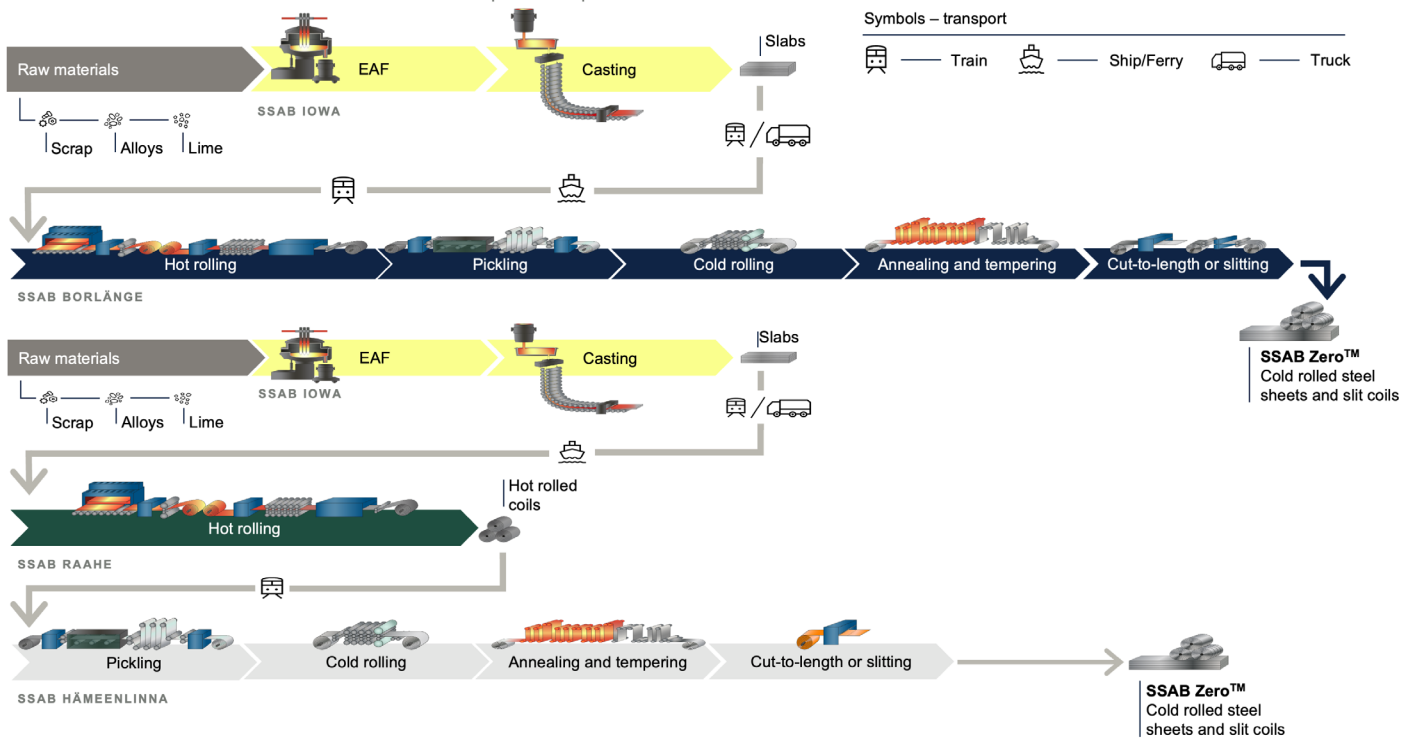 Symbols – transport
Train
Ship/Ferry
Truck
Raw materials
EAF
Casting
Slabs
SSAB IOWA
Scrap
Alloys
Lime
Hot rolling
Pickling
Cold rolling
Annealing and tempering
Cut-to-length or slitting
SSAB BORLÄNGE
SSAB Zero™
Cold rolled steel
sheets and slit coils
Raw materials
EAF
Casting
Slabs
SSAB IOWA
Scrap
Alloys
Lime
Hot rolled
coils
Hot rolling
SSAB RAAHE
Pickling
Cold rolling
Annealing and tempering
Cut-to-length or slitting
SSAB HÄMEENLINNA
SSAB Zero™
Cold rolled steel
sheets and slit coils